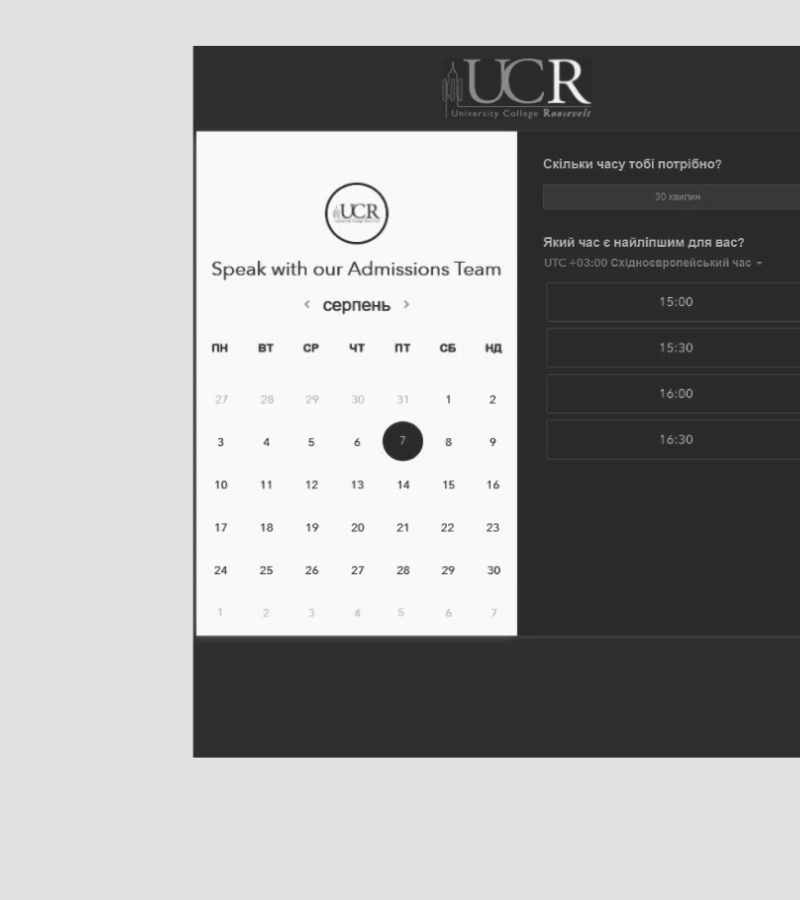 UCR
University College Roosevelt
UCR
Speak with our Admissions Team
< серпень >
ПН ВТ СР ЧТ ПТ СБ НД
27 28 29 30 31 1 2
3 4 5 6 7 8 9
10 11 12 13 14 15 16
17 18 19 20 21 22 23
24 25 26 27 28 29 30
1 2 3 4 5 6 7
Скільки часу тобі потрібно?
30 хвилин
Який час є найліпшим для вас?
UTC +03:00 Східноєвропейський час
15:00
15:30
16:00
16:30